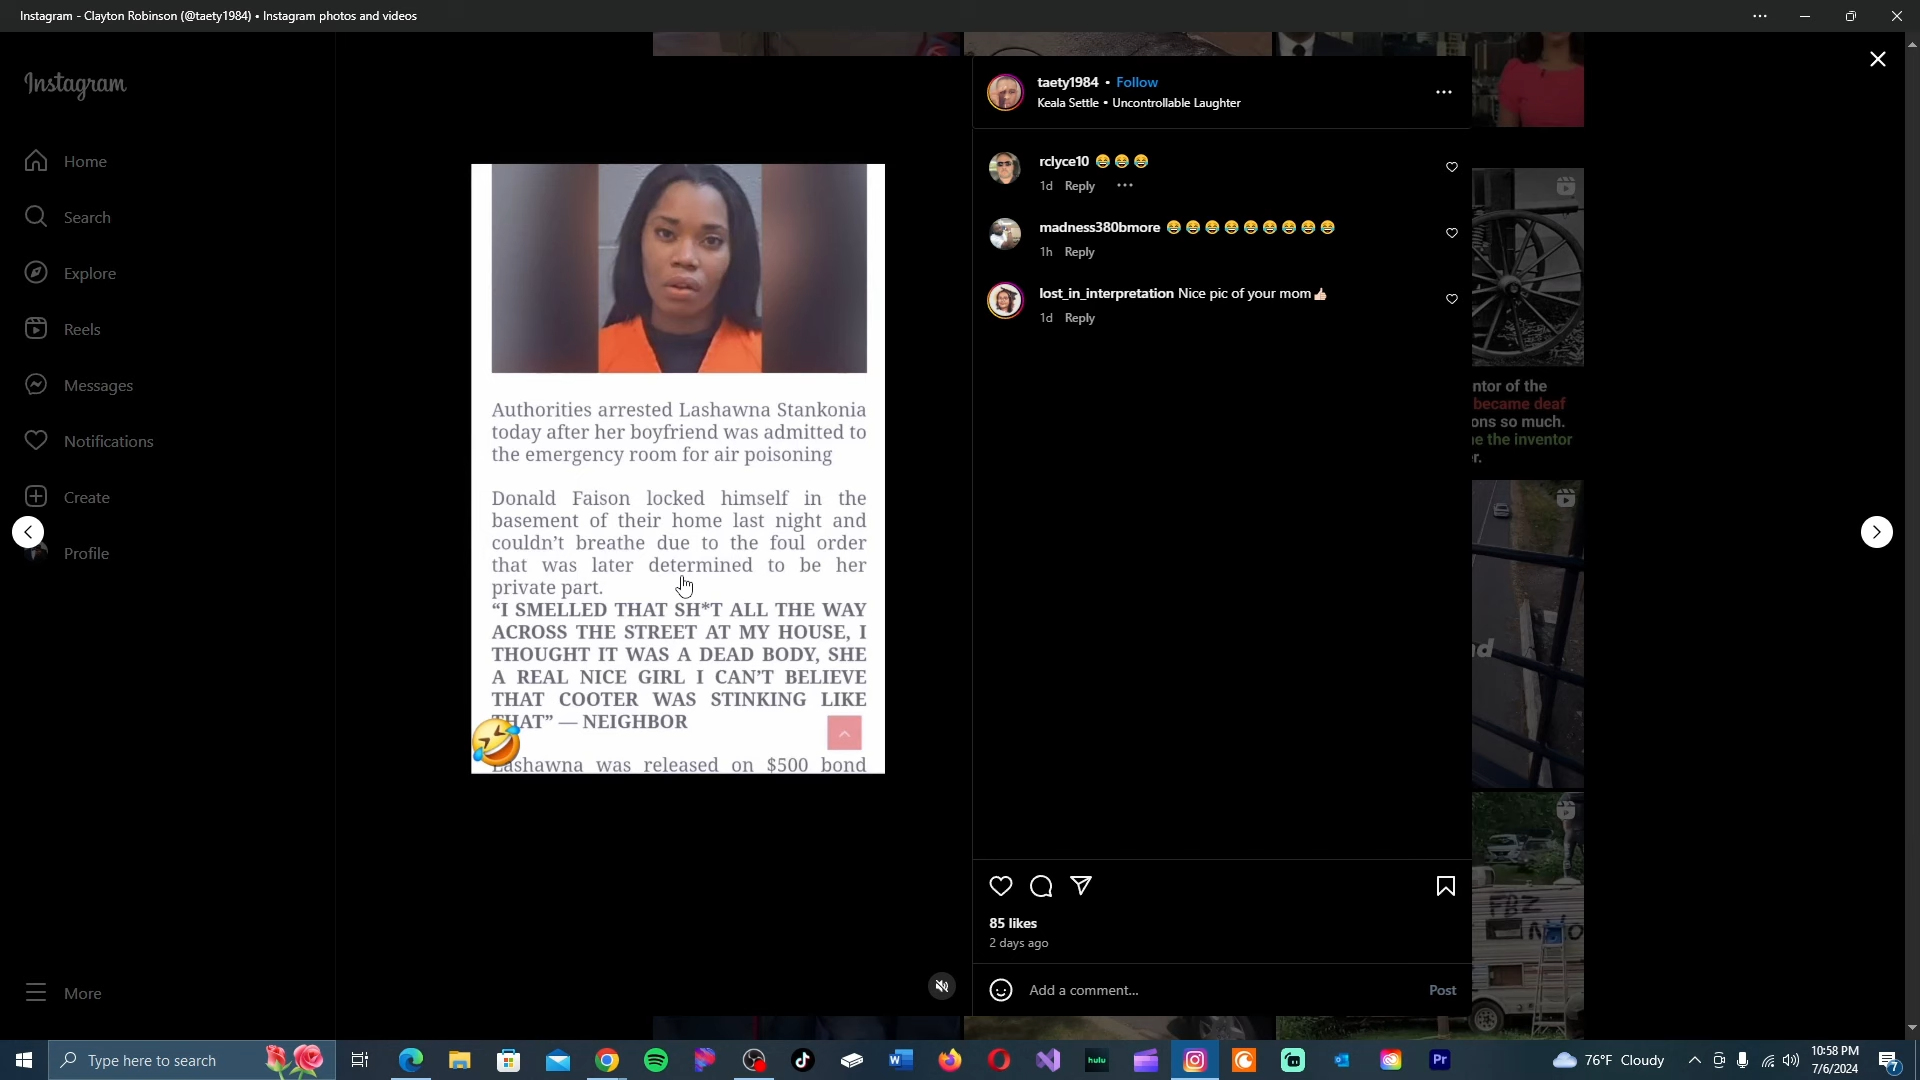 Instagram - Clayton Robinson (@taety1984) • Instagram photos and videos
Instagram
Home
Search
Explore
Reels
Messages
Notifications
Create
Profile
More
Authorities arrested Lashawna Stankonia
today after her boyfriend was admitted to
the emergency room for air poisoning
Donald Faison locked himself in the
basement of their home last night and
couldn't breathe due to the foul order
that was later determined to be her
private part.
“I SMELLED THAT SH*T ALL THE WAY
ACROSS THE STREET AT MY HOUSE, I
THOUGHT IT WAS A DEAD BODY, SHE
A REAL NICE GIRL I CAN'T BELIEVE
THAT COOTER WAS STINKING LIKE
THAT” — NEIGHBOR
Lashawna was released on $500 bond
taety1984 • Follow
Keala Settle • Uncontrollable Laughter
rclyce10 😂😂😂
1d Reply
madness380bmore 😂😂😂😂😂😂😂😂😂
1h Reply
lost_in_interpretation Nice pic of your mom👍🏻
1d Reply
85 likes
2 days ago
Add a comment...
Post
ntor of the
became deaf
ons so much.
e the inventor
r.
nd
FBZ
Type here to search
hulu
Pr
76°F Cloudy
10:58 PM
7/6/2024
7